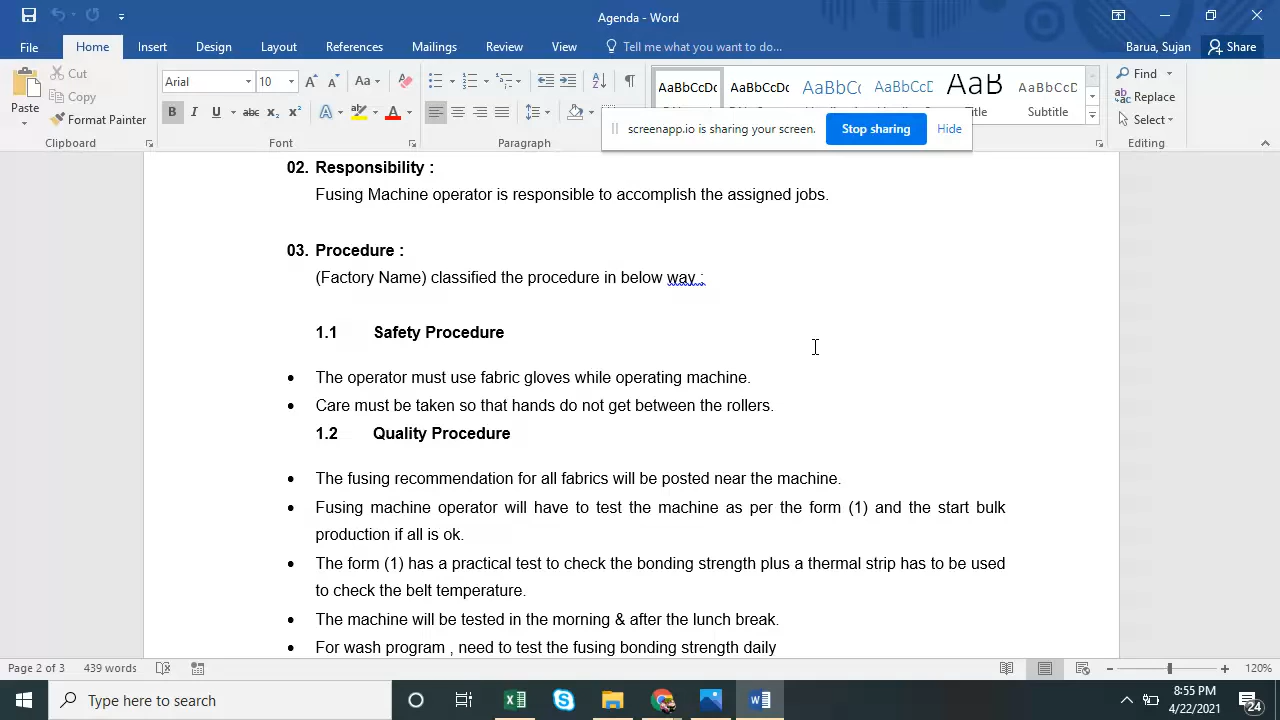 Agenda - Word
File Home Insert Design Layout References Mailings Review View Tell me what you want to do... Barua, Sujan Share
Paste Cut Copy Format Painter
Arial 10
AaBbCcDc AaBbCcDc AaBbCc AaBbCcD AaB AaBbCcD
Subtitle
Find Replace Select
Clipboard Font Paragraph Editing
screenapp.io is sharing your screen. Stop sharing Hide
02. Responsibility :
Fusing Machine operator is responsible to accomplish the assigned jobs.
03. Procedure :
(Factory Name) classified the procedure in below way :
1.1 Safety Procedure
• The operator must use fabric gloves while operating machine.
• Care must be taken so that hands do not get between the rollers.
1.2 Quality Procedure
• The fusing recommendation for all fabrics will be posted near the machine.
• Fusing machine operator will have to test the machine as per the form (1) and the start bulk
production if all is ok.
• The form (1) has a practical test to check the bonding strength plus a thermal strip has to be used
to check the belt temperature.
• The machine will be tested in the morning & after the lunch break.
• For wash program , need to test the fusing bonding strength daily
Page 2 of 3 439 words 120%
Type here to search
8:55 PM
4/22/2021
24